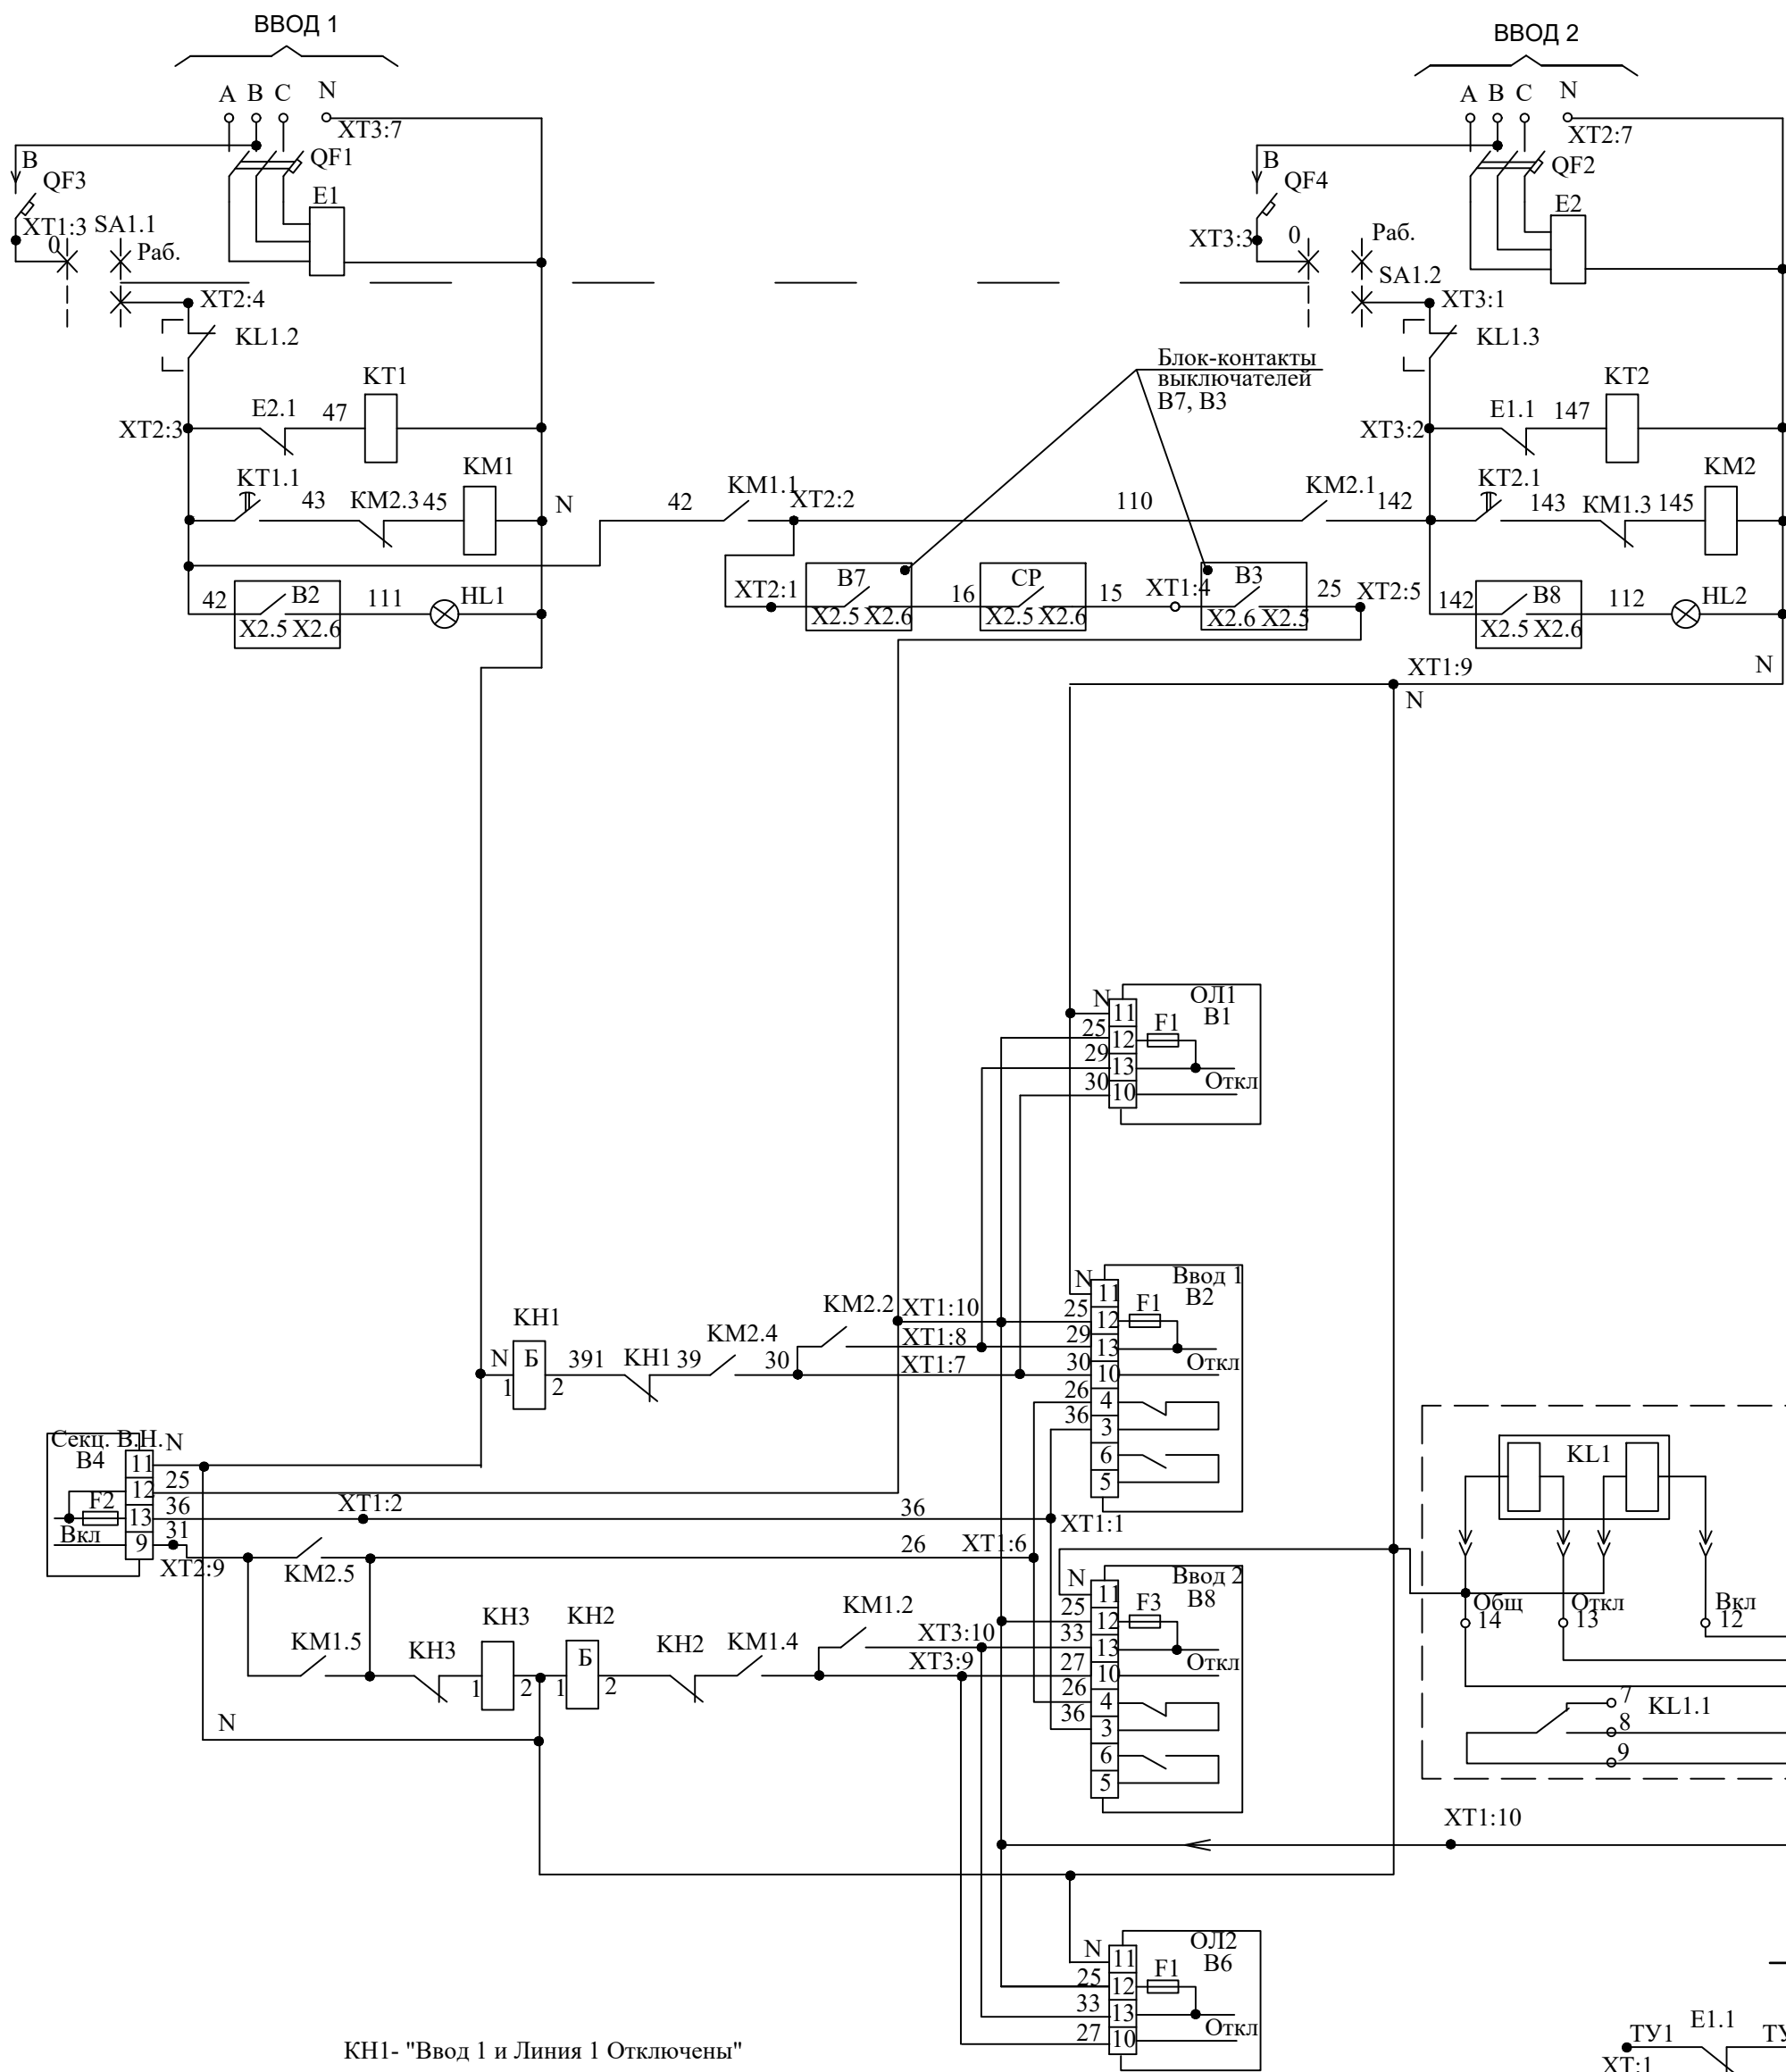 ВВОД 1
ВВОД 2
A B C N
XT3:7
B
QF3
QF1
E1
XT1:3 SA1.1
0
Раб.
XT2:4
KL1.2
KT1
E2.1 47
XT2:3
KT1.1 43 КМ2.3 45 KM1
N
42 B2 111 HL1
X2.5 X2.6
A B C N
XT2:7
B
QF4
QF2
E2
XT3:3 0
Раб.
SA1.2
XT3:1
KL1.3
KT2
E1.1 147
XT3:2
KM2
KT2.1
143 КМ1.3 145
142 B8 112 HL2
X2.5 X2.6
Блок-контакты
выключателей
B7, B3
42 KM1.1 XT2:2 110 KM2.1 142
XT2:1 B7 16 CP 15 XT1:4 B3 25 XT2:5
X2.5 X2.6 X2.5 X2.6 X2.6 X2.5
XT1:9
N
N
ОЛ1
B1
N 11
25 12 F1
29 13
30 10 Откл
Ввод 1
B2
N 11
25 12 F1
29 13
30 10 Откл
26 4
36 3
6
5
KH1
N Б 391 KH1 39 KM2.4 30 KM2.2 XT1:10
1 2
XT1:8
XT1:7
Секц. В.Н. N
B4
11
12 25
F2 13 36 XT1:2 36 XT1:1
Вкл 9 31
XT2:9 KM2.5 26 XT1:6
KM1.5 KH3 KH3 KH2 KH2 KM1.4 KM1.2 XT3:10
1 2 1 Б 2
XT3:9
N
Ввод 2
B8
N 11
25 12 F3
33 13
27 10 Откл
26 4
36 3
6
5
KL1
Общ Откл Вкл
14 13 12
7 KL1.1
8
9
XT1:10
ОЛ2
B6
N 11
25 12 F1
33 13
27 10 Откл
КН1- "Ввод 1 и Линия 1 Отключены"
ТУ1 E1.1
XT:1